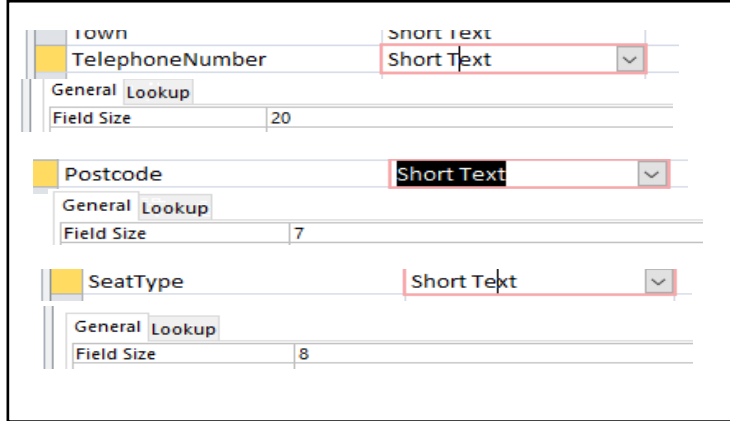 Town Short Text
TelephoneNumber Short Text
General Lookup
Field Size 20
Postcode Short Text
General Lookup
Field Size 7
SeatType Short Text
General Lookup
Field Size 8